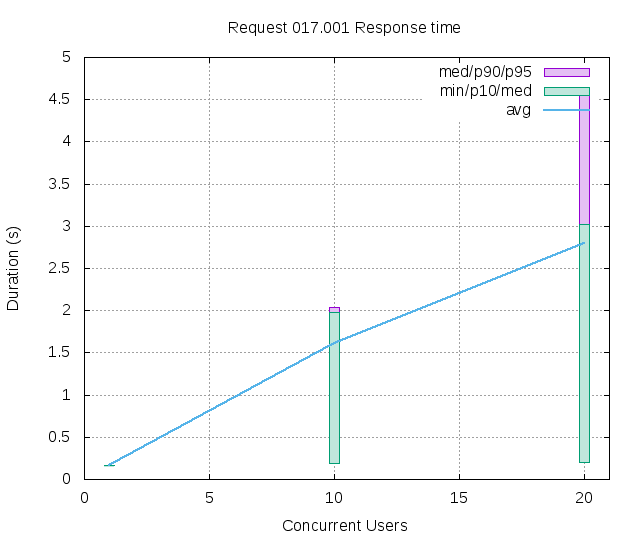 Request 017.001 Response time
5
4.5
4
3.5
3
2.5
2
1.5
1
0.5
0
Duration (s)
med/p90/p95
min/p10/med
avg
0 5 10 15 20
Concurrent Users